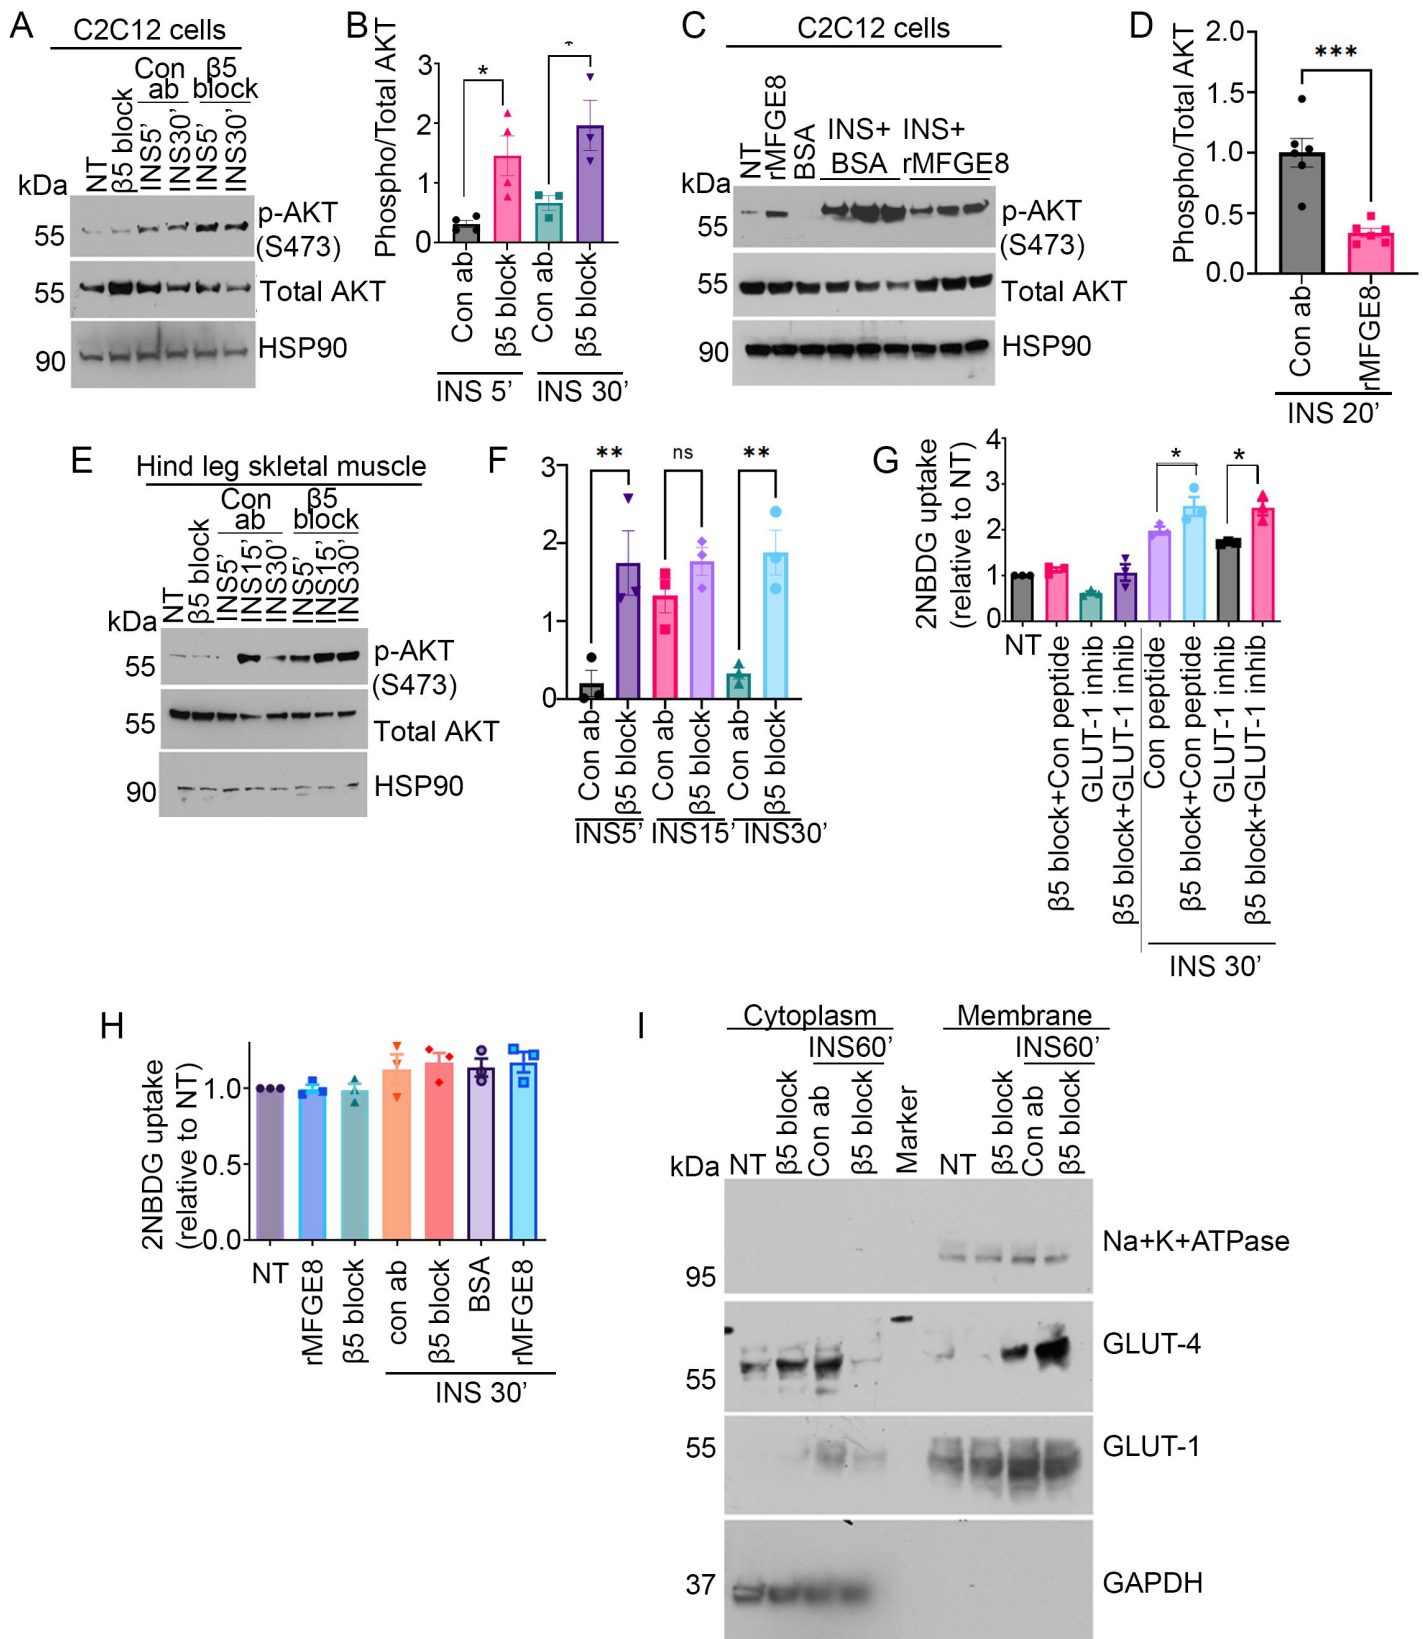 A
C2C12 cells
Con ab
β5 block
NT
β5 block
INS5’
INS30’
INS5’
INS30’
kDa
55
p-AKT (S473)
55
Total AKT
90
HSP90
B
Phospho/Total AKT
3
2
1
0
*
*
Con ab
β5 block
Con ab
β5 block
INS 5’
INS 30’
C
C2C12 cells
NT
rMFGE8
BSA
INS+ BSA
INS+ rMFGE8
kDa
55
p-AKT (S473)
55
Total AKT
90
HSP90
D
Phospho/Total AKT
2.0
1.5
1.0
0.5
0.0
***
Con ab
rMFGE8
INS 20’
E
Hind leg skletal muscle
Con ab
β5 block
NT
β5 block
INS5’
INS15’
INS30’
INS5’
INS15’
INS30’
kDa
55
p-AKT (S473)
55
Total AKT
90
HSP90
F
3
2
1
0
**
ns
**
Con ab
β5 block
Con ab
β5 block
Con ab
β5 block
INS5’
INS15’
INS30’
G
2NBDG uptake (relative to NT)
4
3
2
1
0
*
*
NT
β5 block+Con peptide
GLUT-1 inhib
β5 block+GLUT-1 inhib
Con peptide
β5 block+Con peptide
GLUT-1 inhib
β5 block+GLUT-1 inhib
INS 30’
H
2NBDG uptake (relative to NT)
1.0
0.5
0.0
NT
rMFGE8
β5 block
con ab
β5 block
BSA
rMFGE8
INS 30’
I
Cytoplasm
Membrane
INS60’
INS60’
kDa
NT
β5 block
Con ab
β5 block
Marker
NT
β5 block
Con ab
β5 block
95
Na+K+ATPase
55
GLUT-4
55
GLUT-1
37
GAPDH